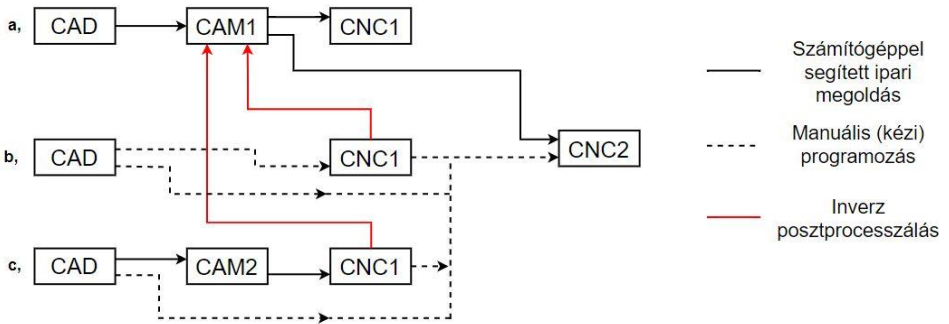 a, CAD CAM1 CNC1
b, CAD CNC1 CNC2
c, CAD CAM2 CNC1
Számítógéppel
segített ipari
megoldás
Manuális (kézi)
programozás
Inverz
posztprocesszálás